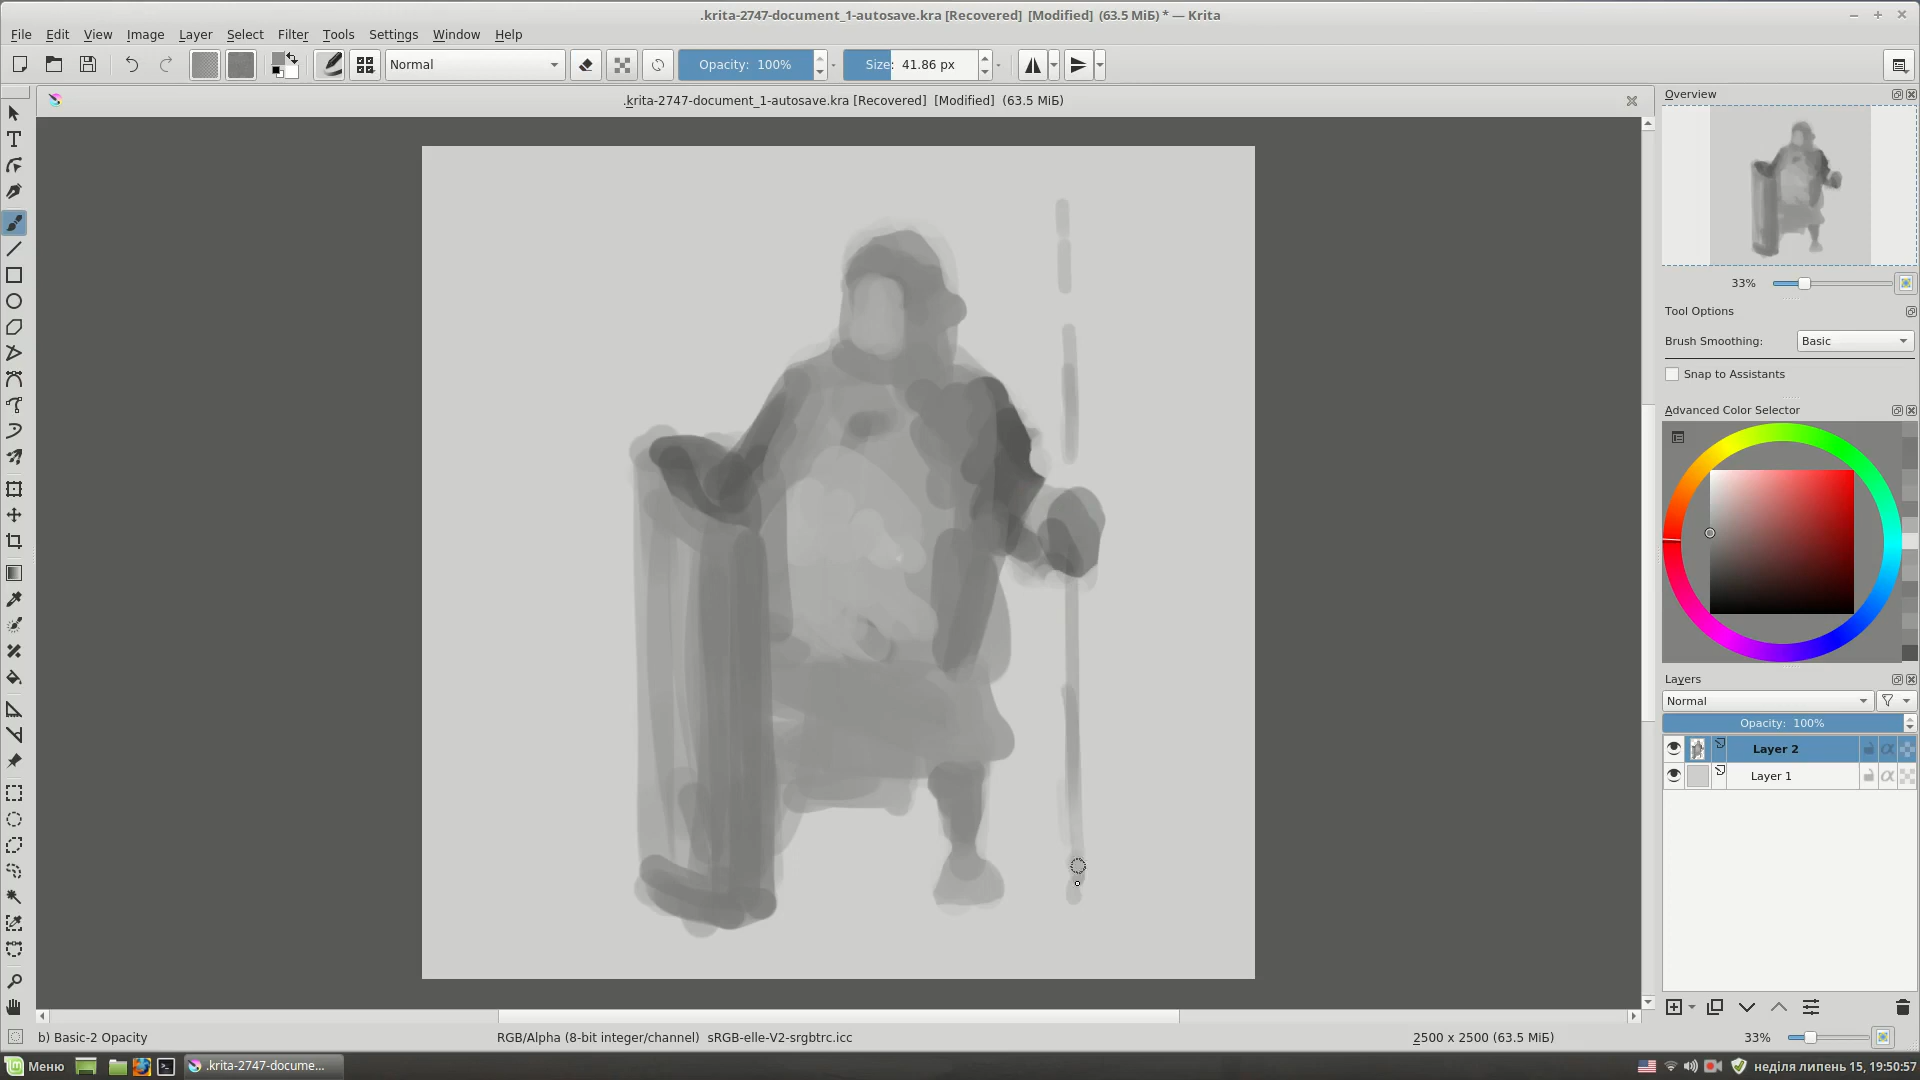 .krita-2747-document_1-autosave.kra [Recovered] [Modified] (63.5 МіБ) * — Krita
File Edit View Image Layer Select Filter Tools Settings Window Help
Normal Opacity: 100% Size: 41.86 px
.krita-2747-document_1-autosave.kra [Recovered] [Modified] (63.5 МіБ)
Overview
33%
Tool Options
Brush Smoothing: Basic
Snap to Assistants
Advanced Color Selector
Layers
Normal
Opacity: 100%
Layer 2
Layer 1
b) Basic-2 Opacity RGB/Alpha (8-bit integer/channel) sRGB-elle-V2-srgbtrc.icc 2500 x 2500 (63.5 МіБ) 33%
Меню .krita-2747-docume... неділя липень 15, 19:50:57